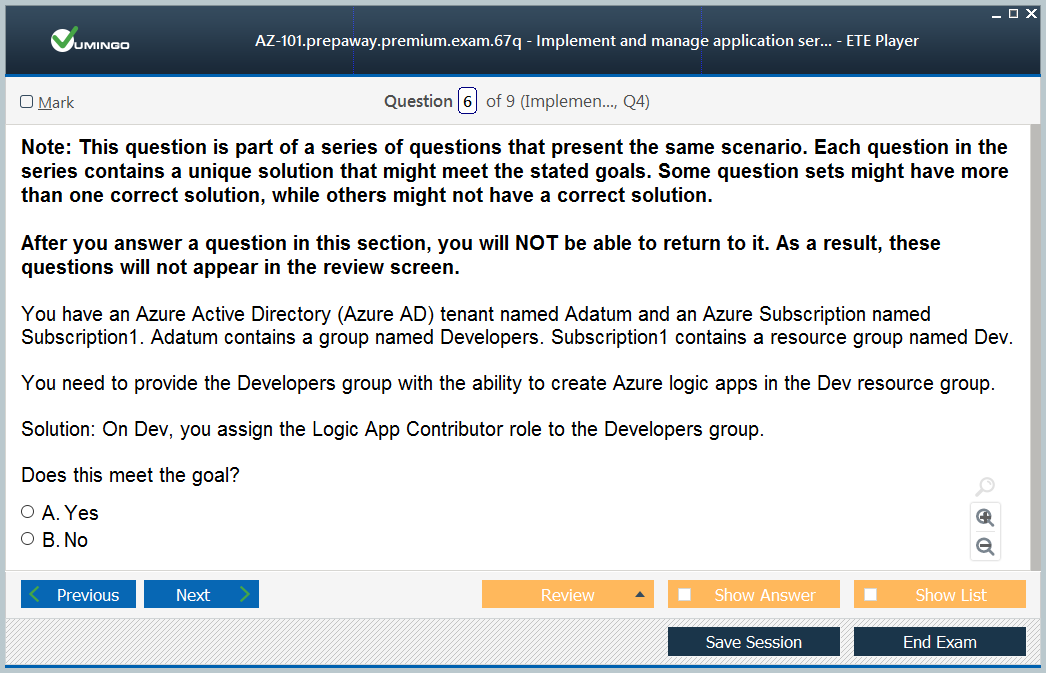 VUMINGO
AZ-101.prepaway.premium.exam.67q - Implement and manage application ser... - ETE Player
Mark
Question 6 of 9 (Implemen..., Q4)
Note: This question is part of a series of questions that present the same scenario. Each question in the
series contains a unique solution that might meet the stated goals. Some question sets might have more
than one correct solution, while others might not have a correct solution.
After you answer a question in this section, you will NOT be able to return to it. As a result, these
questions will not appear in the review screen.
You have an Azure Active Directory (Azure AD) tenant named Adatum and an Azure Subscription named
Subscription1. Adatum contains a group named Developers. Subscription1 contains a resource group named Dev.
You need to provide the Developers group with the ability to create Azure logic apps in the Dev resource group.
Solution: On Dev, you assign the Logic App Contributor role to the Developers group.
Does this meet the goal?
A. Yes
B. No
Previous
Next
Review
Show Answer
Show List
Save Session
End Exam